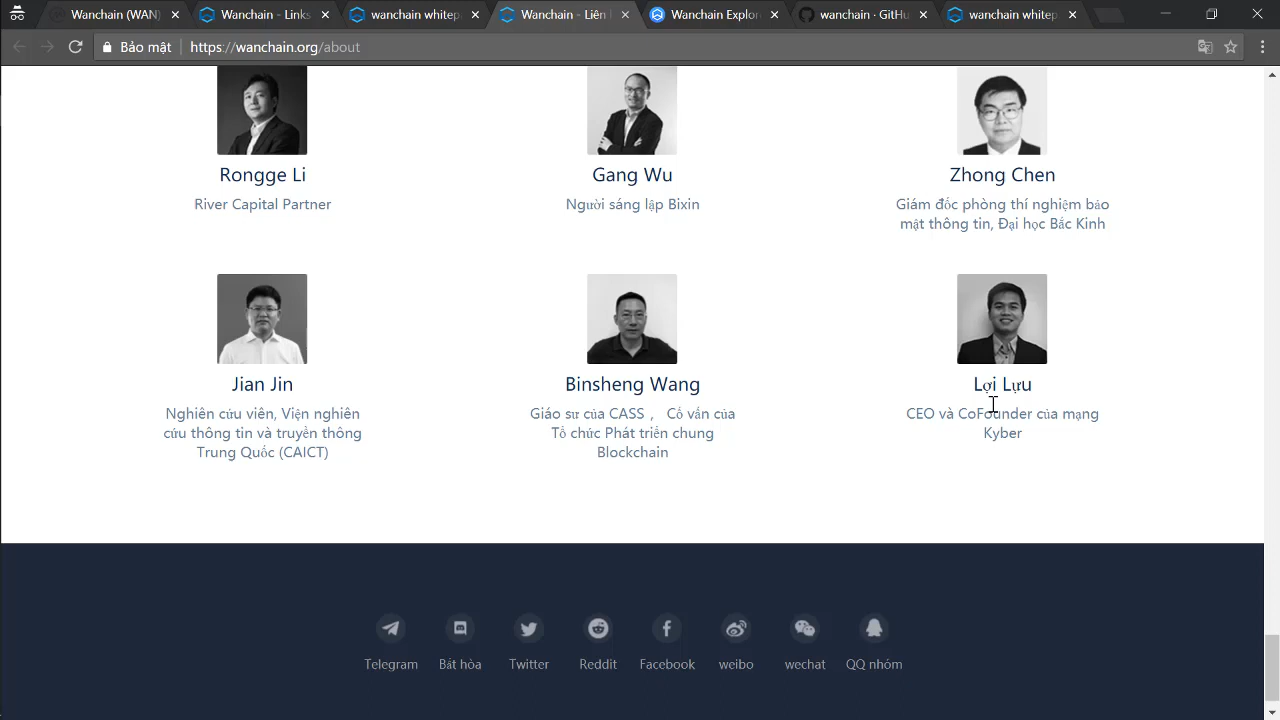 Wanchain (WAN)
Wanchain - Links
wanchain whitep
Wanchain - Liên
Wanchain Explor
wanchain · GitHu
wanchain whitep
Bảo mật
https://wanchain.org/about
Rongge Li
Gang Wu
Zhong Chen
River Capital Partner
Người sáng lập Bixin
Giám đốc phòng thí nghiệm bảo
mật thông tin, Đại học Bắc Kinh
Jian Jin
Binsheng Wang
Lợi Lựu
Nghiên cứu viên, Viện nghiên
cứu thông tin và truyền thông
Trung Quốc (CAICT)
Giáo sư của CASS， Cố vấn của
Tổ chức Phát triển chung
Blockchain
CEO và CoFounder của mạng
Kyber
Telegram
Bất hòa
Twitter
Reddit
Facebook
weibo
wechat
QQ nhóm